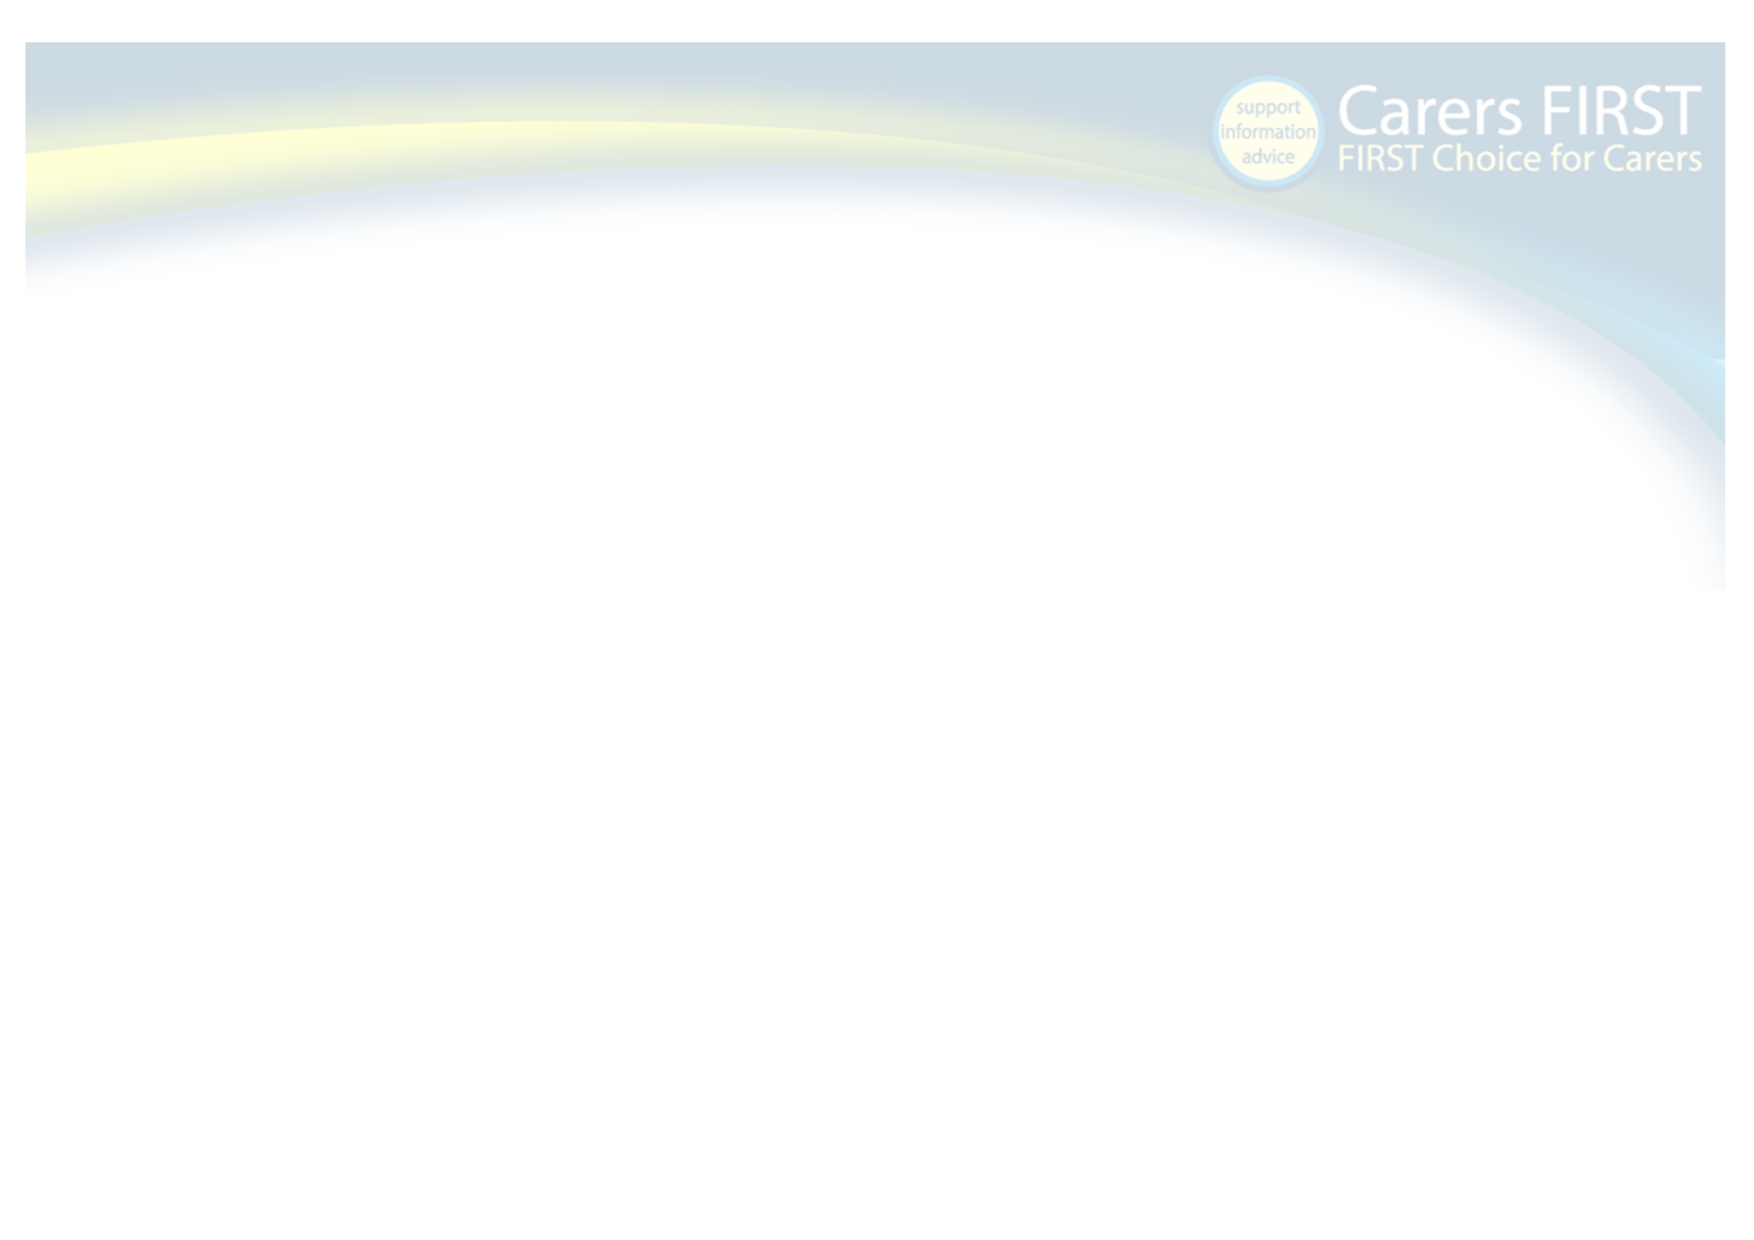 support
information
advice
Carers FIRST
FIRST Choice for Carers